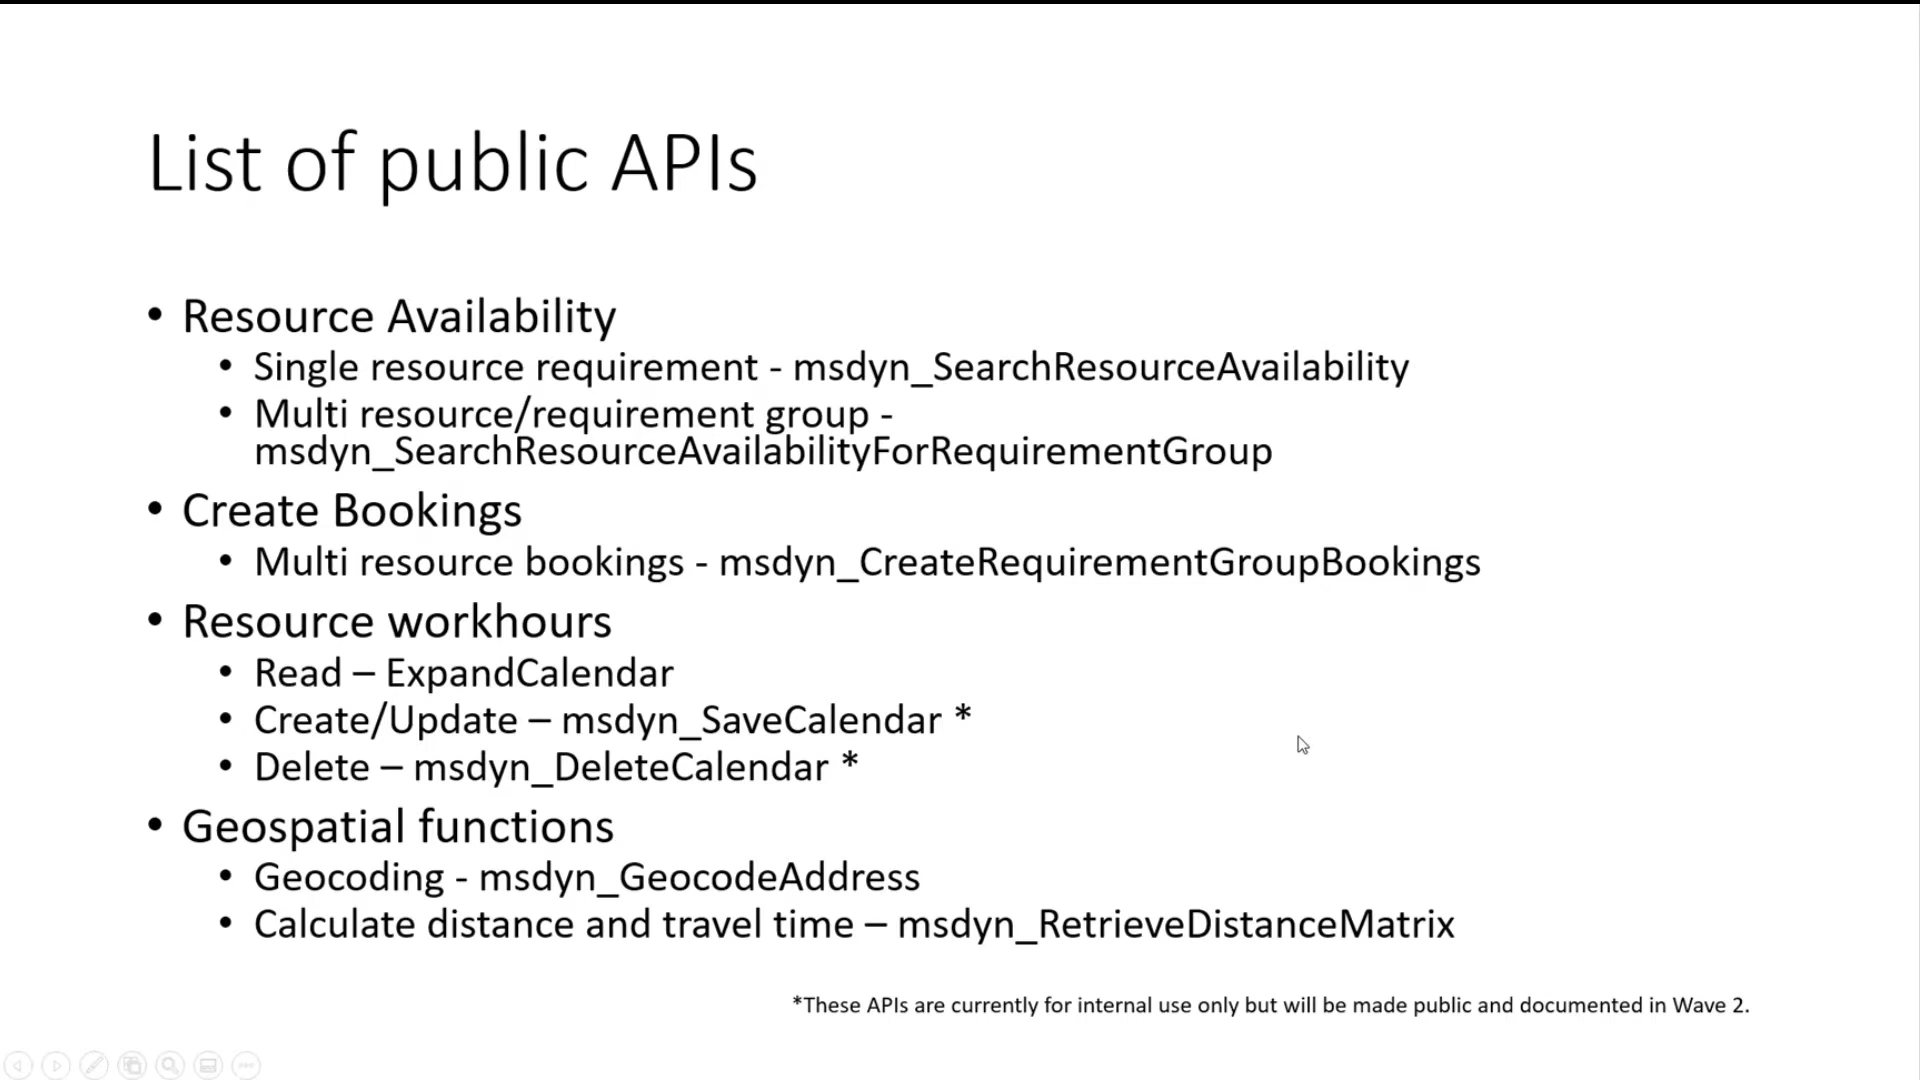 List of public APIs
• Resource Availability
• Single resource requirement - msdyn_SearchResourceAvailability
• Multi resource/requirement group -
msdyn_SearchResourceAvailabilityForRequirementGroup
• Create Bookings
• Multi resource bookings - msdyn_CreateRequirementGroupBookings
• Resource workhours
• Read – ExpandCalendar
• Create/Update – msdyn_SaveCalendar *
• Delete – msdyn_DeleteCalendar *
• Geospatial functions
• Geocoding - msdyn_GeocodeAddress
• Calculate distance and travel time – msdyn_RetrieveDistanceMatrix
*These APIs are currently for internal use only but will be made public and documented in Wave 2.